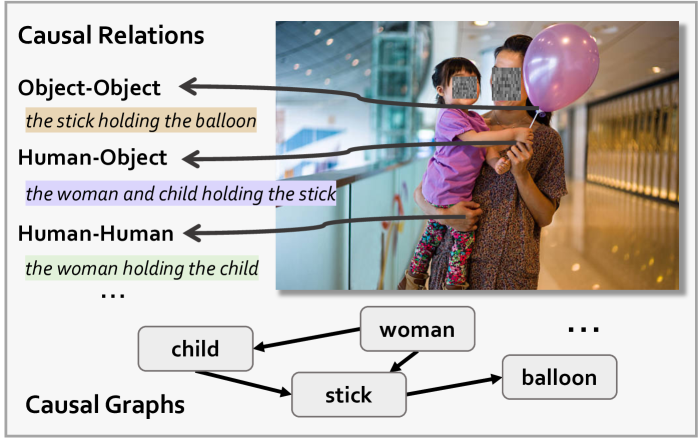 Causal Relations
Object-Object
the stick holding the balloon
Human-Object
the woman and child holding the stick
Human-Human
the woman holding the child
...
woman
...
child
balloon
stick
Causal Graphs